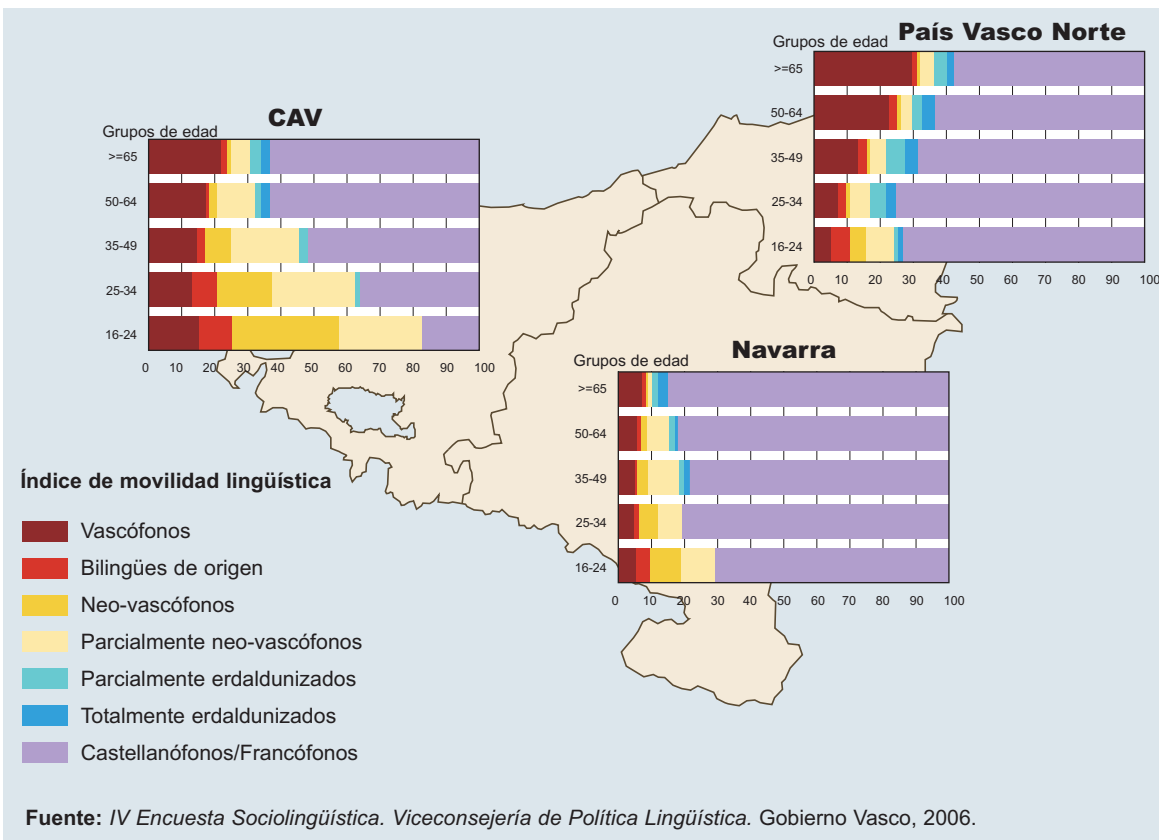 País Vasco Norte
Grupos de edad
>=65
50-64
35-49
25-34
16-24
0 10 20 30 40 50 60 70 80 90 100
CAV
Grupos de edad
>=65
50-64
35-49
25-34
16-24
0 10 20 30 40 50 60 70 80 90 100
Navarra
Grupos de edad
>=65
50-64
35-49
25-34
16-24
0 10 20 30 40 50 60 70 80 90 100
Índice de movilidad lingüística
Vascófonos
Bilingües de origen
Neo-vascófonos
Parcialmente neo-vascófonos
Parcialmente erdaldunizados
Totalmente erdaldunizados
Castellanófonos/Francófonos
Fuente: IV Encuesta Sociolingüística. Viceconsejería de Política Lingüística. Gobierno Vasco, 2006.